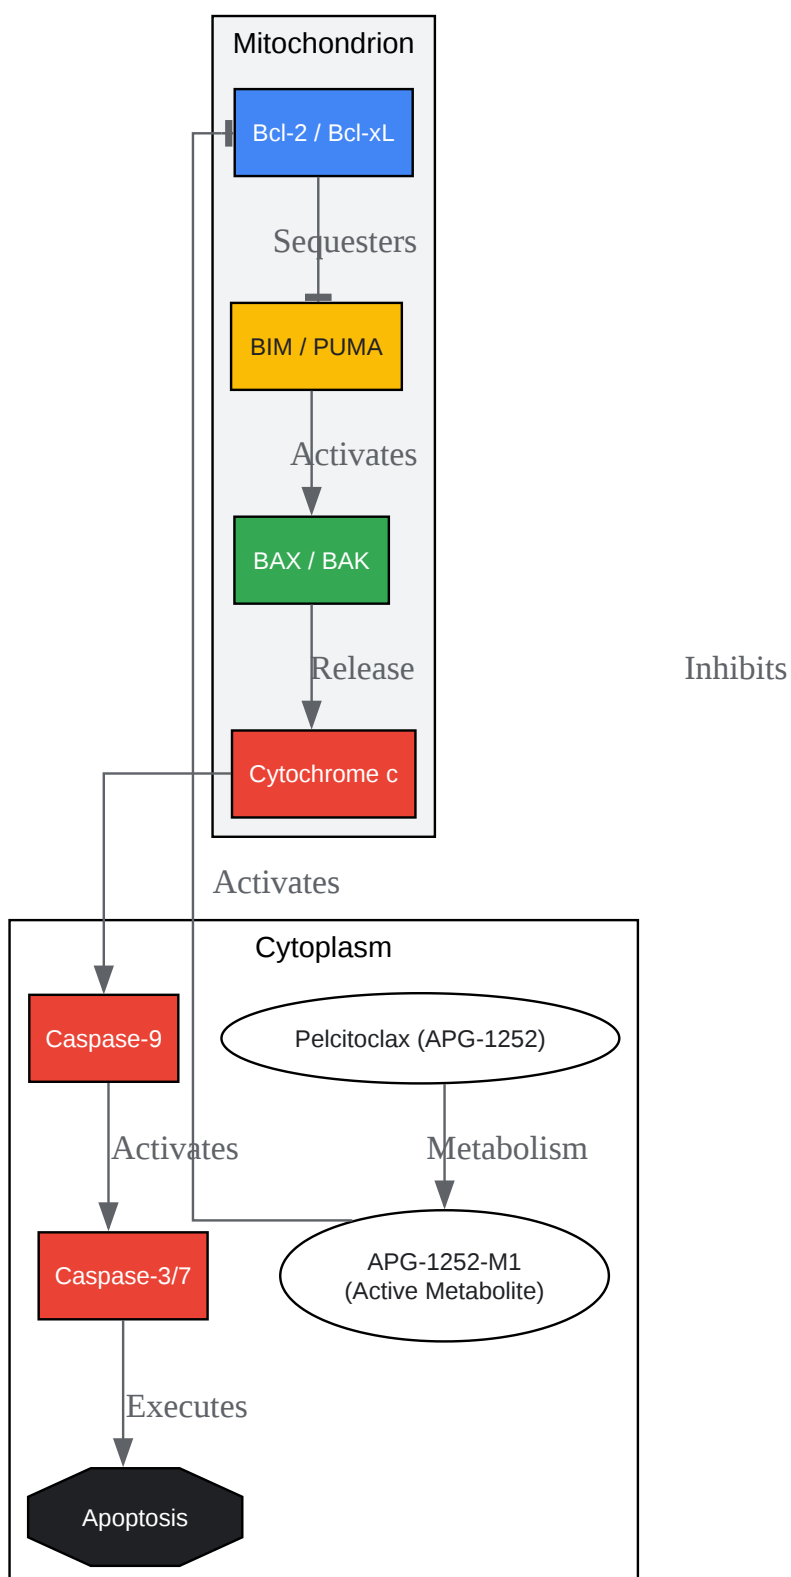 Mitochondrion
Bcl-2 / Bcl-xL
Sequesters
BIM / PUMA
Activates
BAX / BAK
Release
Inhibits
Cytochrome c
Activates
Cytoplasm
Caspase-9
Pelcitoclax (APG-1252)
Activates
Metabolism
Caspase-3/7
APG-1252-M1
(Active Metabolite)
Executes
Apoptosis